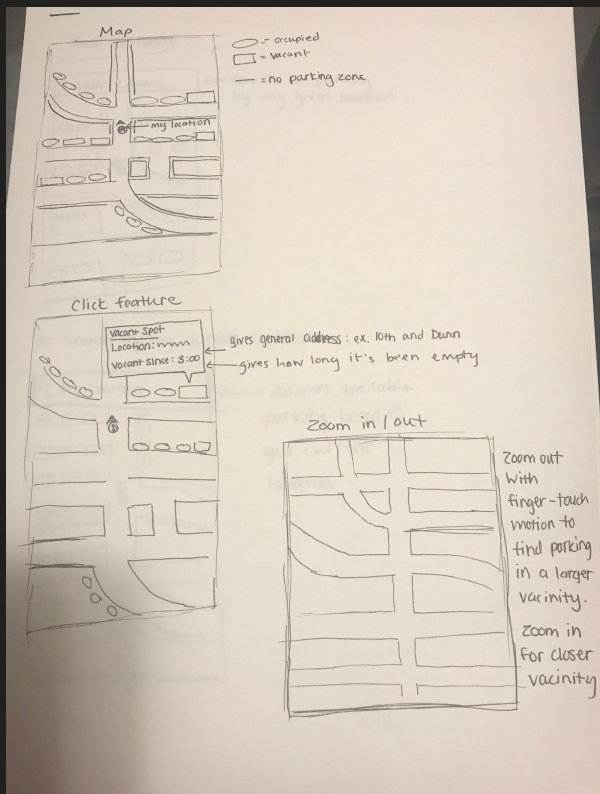 Map
= occupied
= vacant
= no parking zone
my location
Click feature
Vacant Spot
Location:
Vacant since: 3:00
gives general address: ex. 10th and Dunn
gives how long it's been empty
Zoom in / out
Zoom out
with
finger-touch
motion to
find parking
in a larger
vacinity.
Zoom in
for closer
vacinity